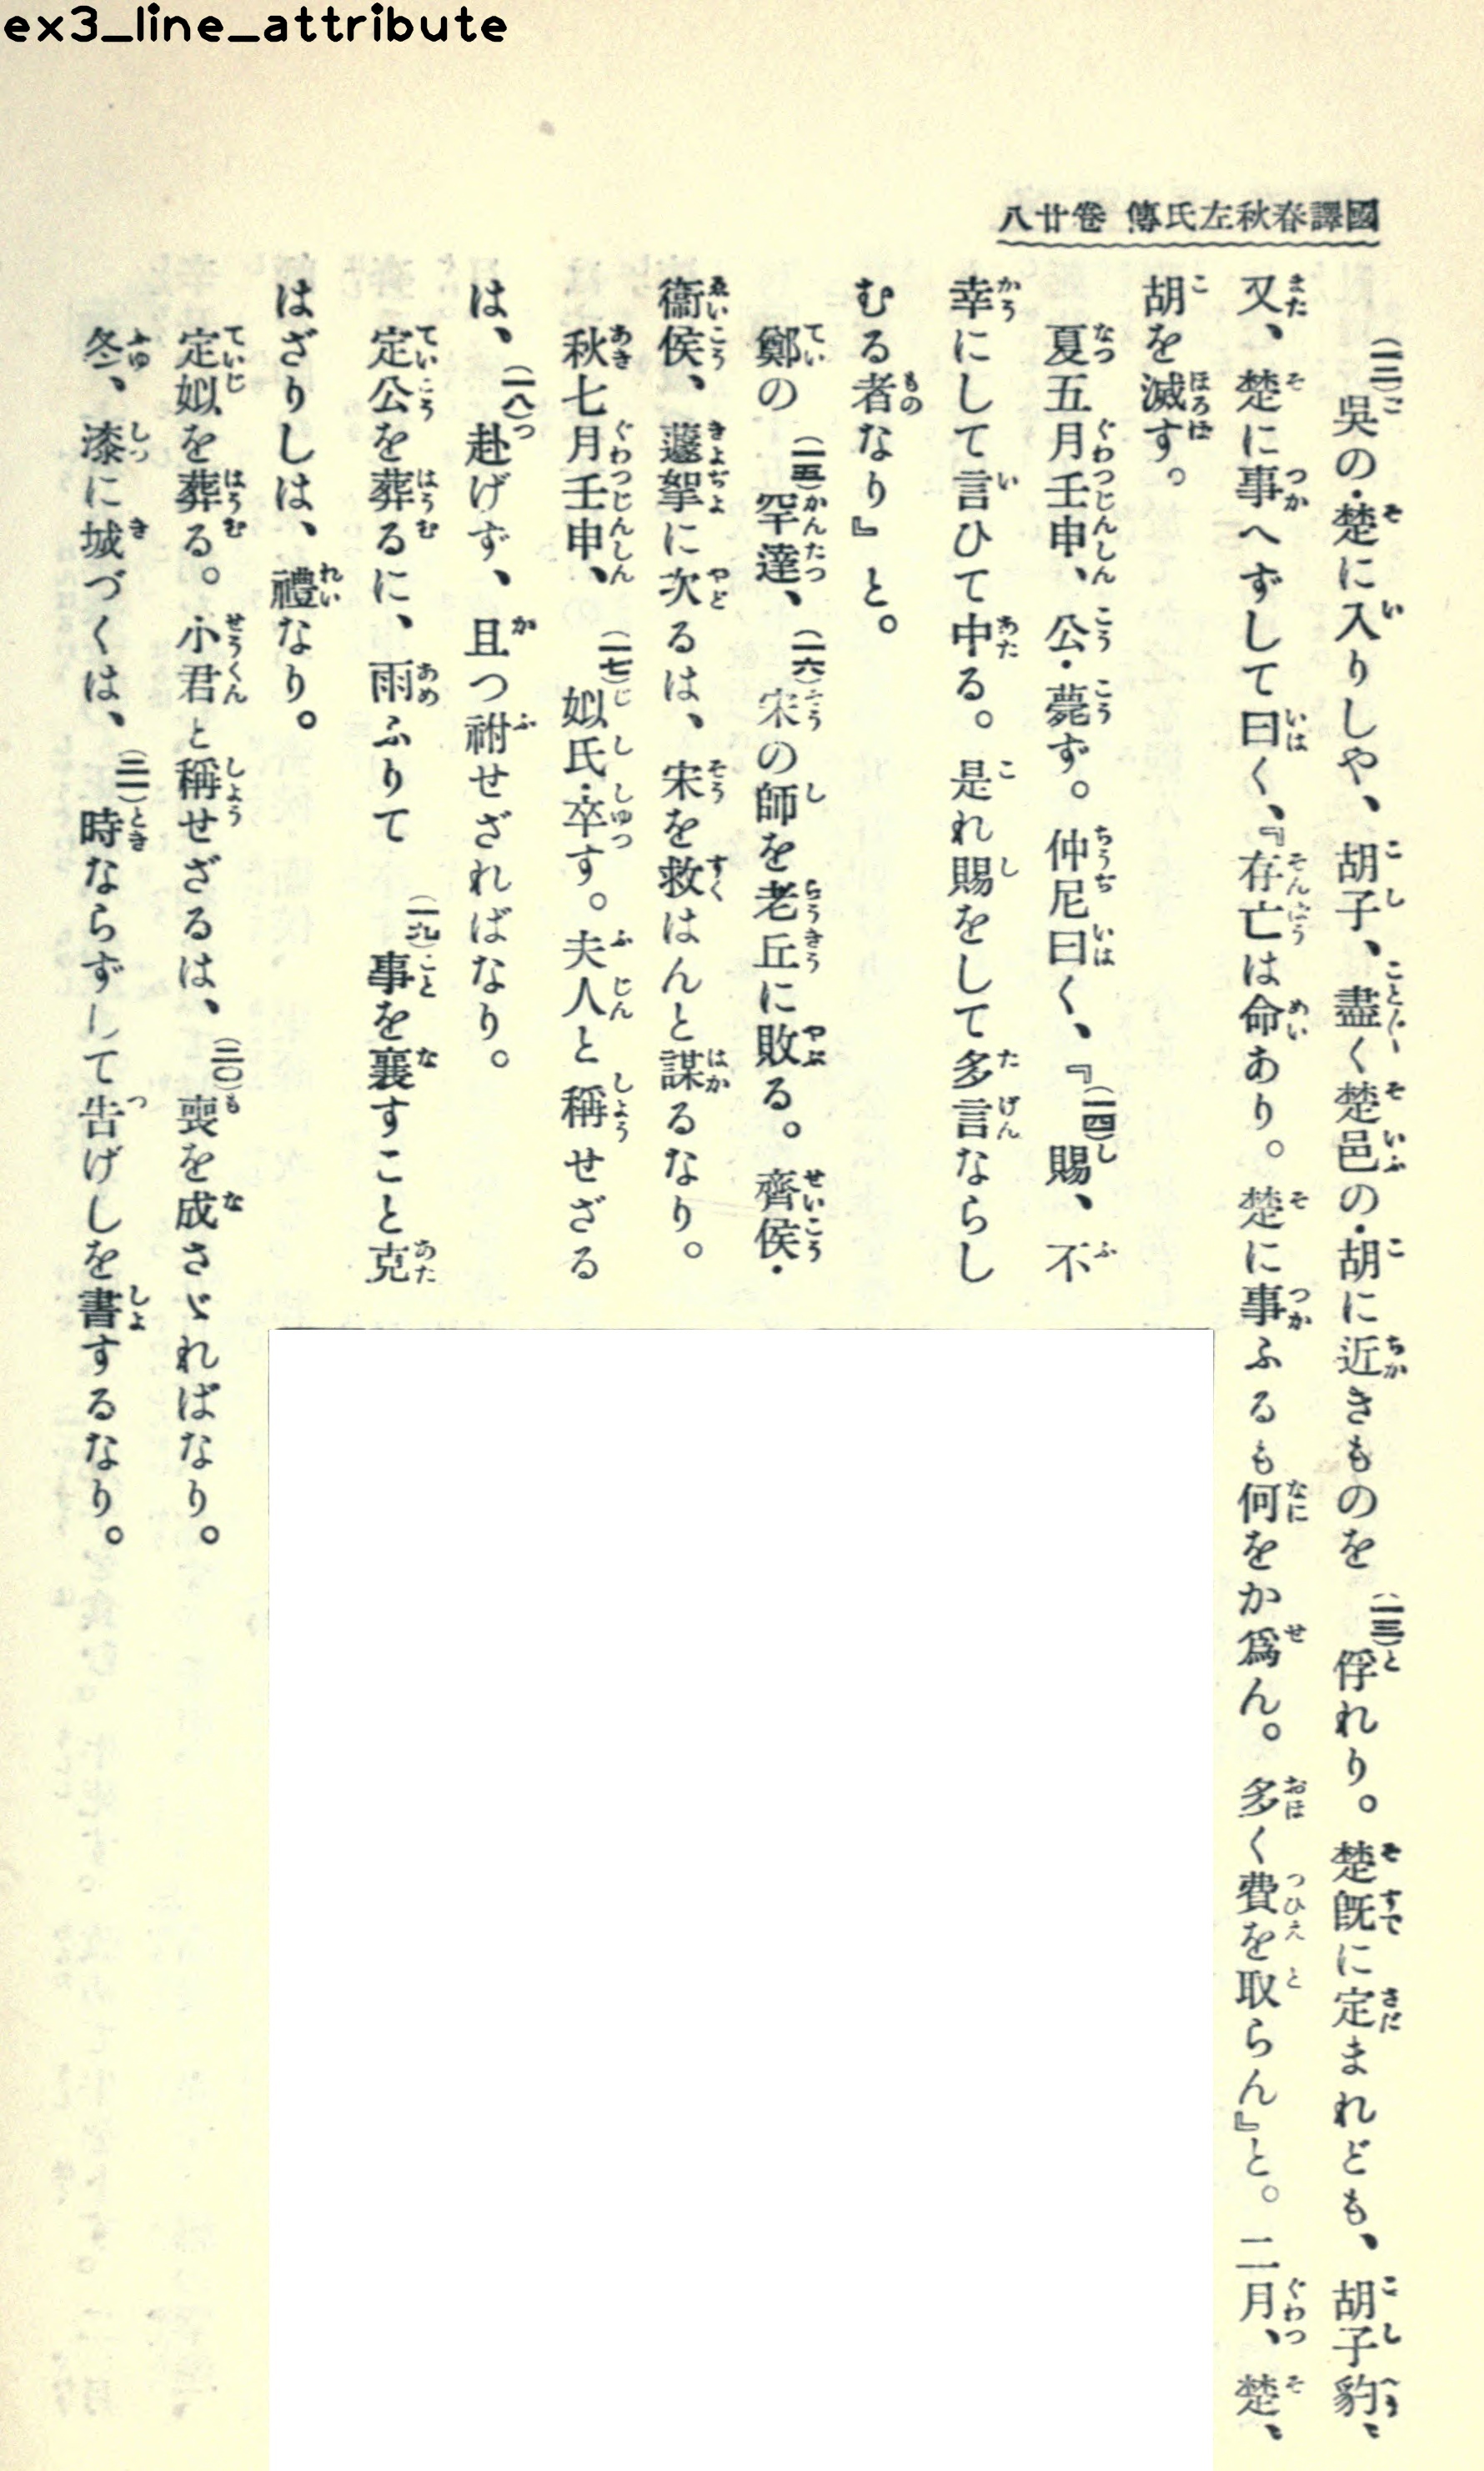 ex3_line_attribute
國譯春秋左氏傳 卷廿八
(一二)吳の・楚に入りしや、胡子、盡く楚邑の・胡に近きものを(一三)俘れり。楚既に定まれども、胡子豹、
又、楚に事へずして曰く、『存亡は命あり。楚に事ふるも何をか爲ん。多く費を取らん』と。二月、楚、
胡を滅す。
夏五月壬申、公・薨ず。仲尼曰く、『(一四)賜、不
幸にして言ひて中る。是れ賜をして多言ならし
むる者なり』と。
鄭の(一五)罕達、(一六)宋の師を老丘に敗る。齊侯・
衞侯、蘧挐に次るは、宋を救はんと謀るなり。
秋七月壬申、(一七)姒氏・卒す。夫人と稱せざる
は、(一八)赴げず、且つ祔せざればなり。
定公を葬るに、雨ふりて(一九)事を襄すこと克
はざりしは、禮なり。
定姒を葬る。小君と稱せざるは、(二〇)喪を成さゞればなり。
冬、漆に城づくは、(二一)時ならずして告げしを書するなり。